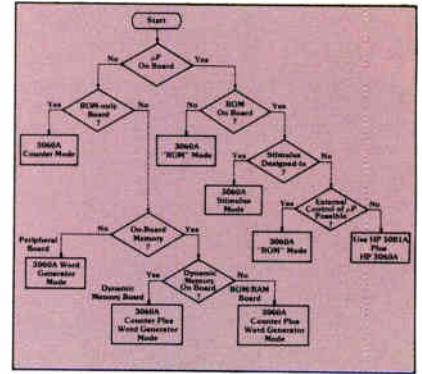 Start
µP
On Board
?
No
Yes
ROM-only
Board
?
Yes
No
3060A
Counter Mode
ROM
On Board
?
No
Yes
3060A
"ROM" Mode
Stimulus
Designed-in
?
Yes
No
3060A
Stimulus
Mode
External
Control of µP
Possible
?
Yes
No
3060A
"ROM" Mode
Use HP 5001A
Plus
HP 3060A
On-Board
Memory
?
Peripheral
Board
No
Yes
3060A Word
Generator
Mode
Dynamic
Memory
On Board
?
Dynamic
Memory Board
Yes
No
ROM/RAM
Board
3060A
Counter Plus
Word Generator
Mode
3060A
Counter Plus
Word Generator
Mode